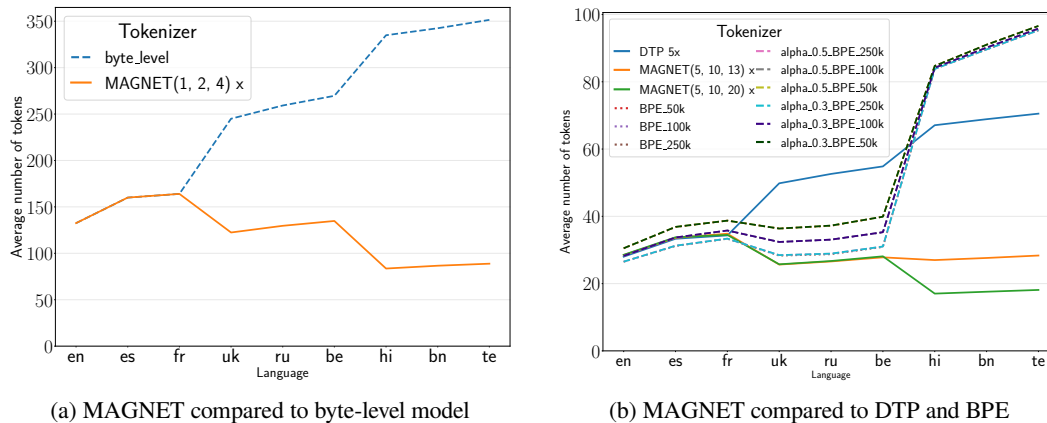 350
300
250
200
150
100
50
0
Average number of tokens
Tokenizer
byte_level
MAGNET(1, 2, 4) x
en es fr uk ru be hi bn te
Language
(a) MAGNET compared to byte-level model
100
80
60
40
20
0
Average number of tokens
Tokenizer
DTP 5x
MAGNET(5, 10, 13) x
MAGNET(5, 10, 20) x
BPE_50k
BPE_100k
BPE_250k
alpha_0.5_BPE_250k
alpha_0.5_BPE_100k
alpha_0.5_BPE_50k
alpha_0.3_BPE_250k
alpha_0.3_BPE_100k
alpha_0.3_BPE_50k
en es fr uk ru be hi bn te
Language
(b) MAGNET compared to DTP and BPE